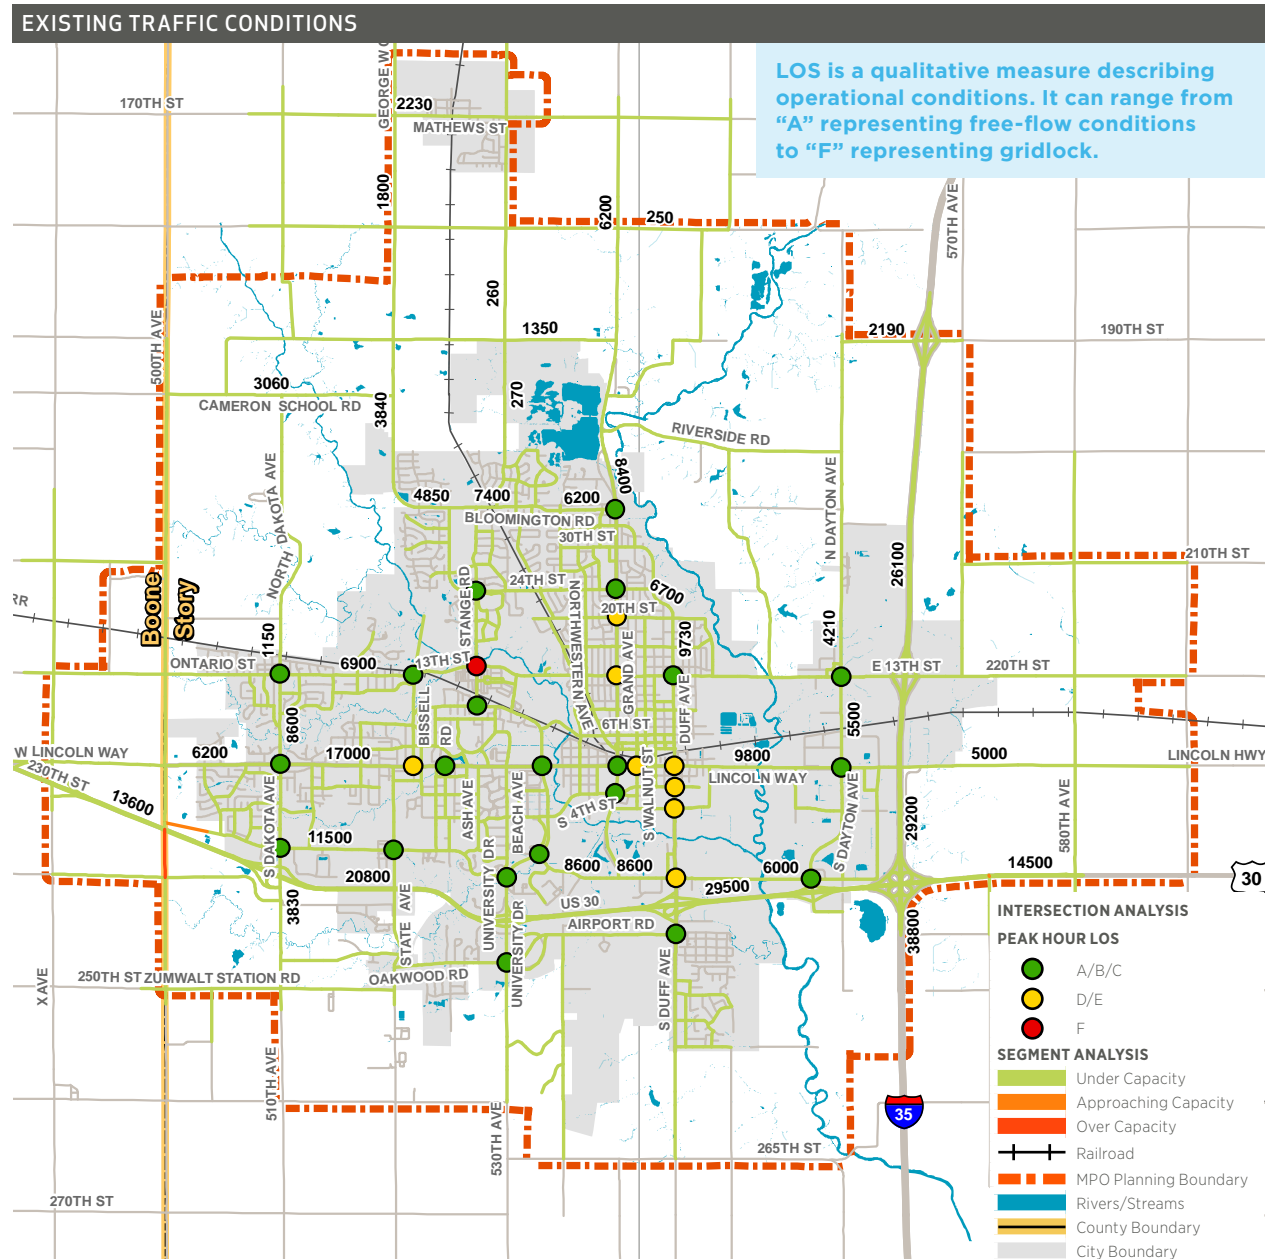 EXISTING TRAFFIC CONDITIONS
LOS is a qualitative measure describing
operational conditions. It can range from
“A” representing free-flow conditions
to “F” representing gridlock.
GEORGE W
170TH ST
2230
MATHEWS ST
1800
6200
250
570TH AVE
260
500TH AVE
1350
2190
190TH ST
3060
CAMERON SCHOOL RD
3840
270
RIVERSIDE RD
NORTH DAKOTA AVE
N DAYTON AVE
8400
4850
7400
6200
BLOOMINGTON RD
30TH ST
26100
210TH ST
Boone
Story
STANGE RD
24TH ST
NORTHWESTERN AVE
6700
20TH ST
RR
1150
GRAND AVE
9730
4210
ONTARIO ST
6900
13TH ST
E 13TH ST
220TH ST
BISSELL
RD
DUFF AVE
8600
6TH ST
5500
W LINCOLN WAY
6200
17000
9800
5000
LINCOLN HWY
230TH ST
LINCOLN WAY
13600
S DAKOTA AVE
ASH AVE
BEACH AVE
S 4TH ST
S WALNUT ST
S DAYTON AVE
29200
580TH AVE
11500
UNIVERSITY DR
8600
8600
6000
14500
20800
29500
30
3830
STATE AVE
US 30
UNIVERSITY DR
AIRPORT RD
38800
250TH ST
ZUMWALT STATION RD
OAKWOOD RD
X AVE
S DUFF AVE
510TH AVE
530TH AVE
35
265TH ST
270TH ST
INTERSECTION ANALYSIS
PEAK HOUR LOS
A/B/C
D/E
F
SEGMENT ANALYSIS
Under Capacity
Approaching Capacity
Over Capacity
Railroad
MPO Planning Boundary
Rivers/Streams
County Boundary
City Boundary